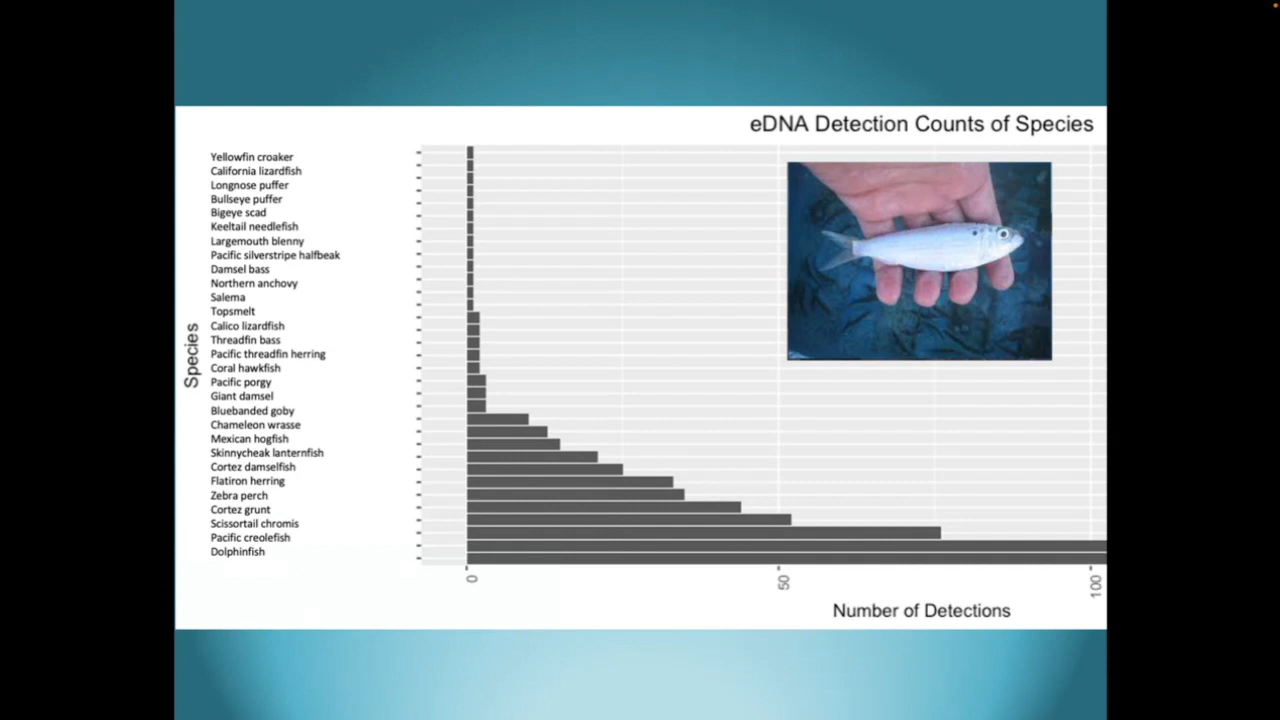 eDNA Detection Counts of Species
Yellowfin croaker
California lizardfish
Longnose puffer
Bullseye puffer
Bigeye scad
Keeltail needlefish
Largemouth blenny
Pacific silverstripe halfbeak
Damsel bass
Northern anchovy
Salema
Topsmelt
Calico lizardfish
Threadfin bass
Pacific threadfin herring
Coral hawkfish
Pacific porgy
Giant damsel
Bluebanded goby
Chameleon wrasse
Mexican hogfish
Skinnycheak lanternfish
Cortez damselfish
Flatiron herring
Zebra perch
Cortez grunt
Scissortail chromis
Pacific creolefish
Dolphinfish
Species
0
50
100
Number of Detections